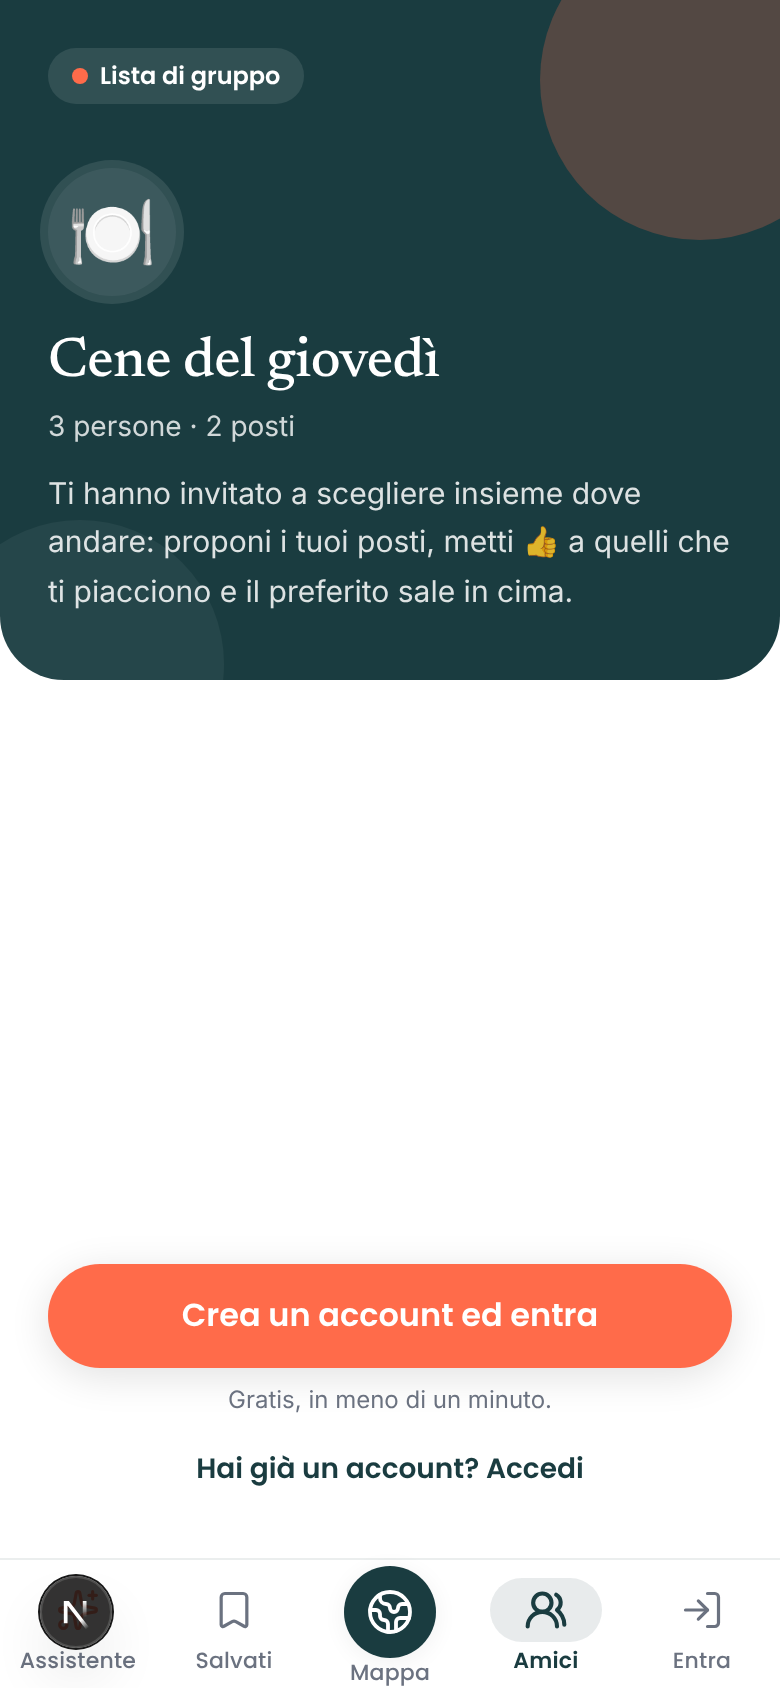 Lista di gruppo
Cene del giovedì
3 persone · 2 posti
Ti hanno invitato a scegliere insieme dove
andare: proponi i tuoi posti, metti 👍 a quelli che
ti piacciono e il preferito sale in cima.
Crea un account ed entra
Gratis, in meno di un minuto.
Hai già un account? Accedi
N
Assistente
Salvati
Mappa
Amici
Entra